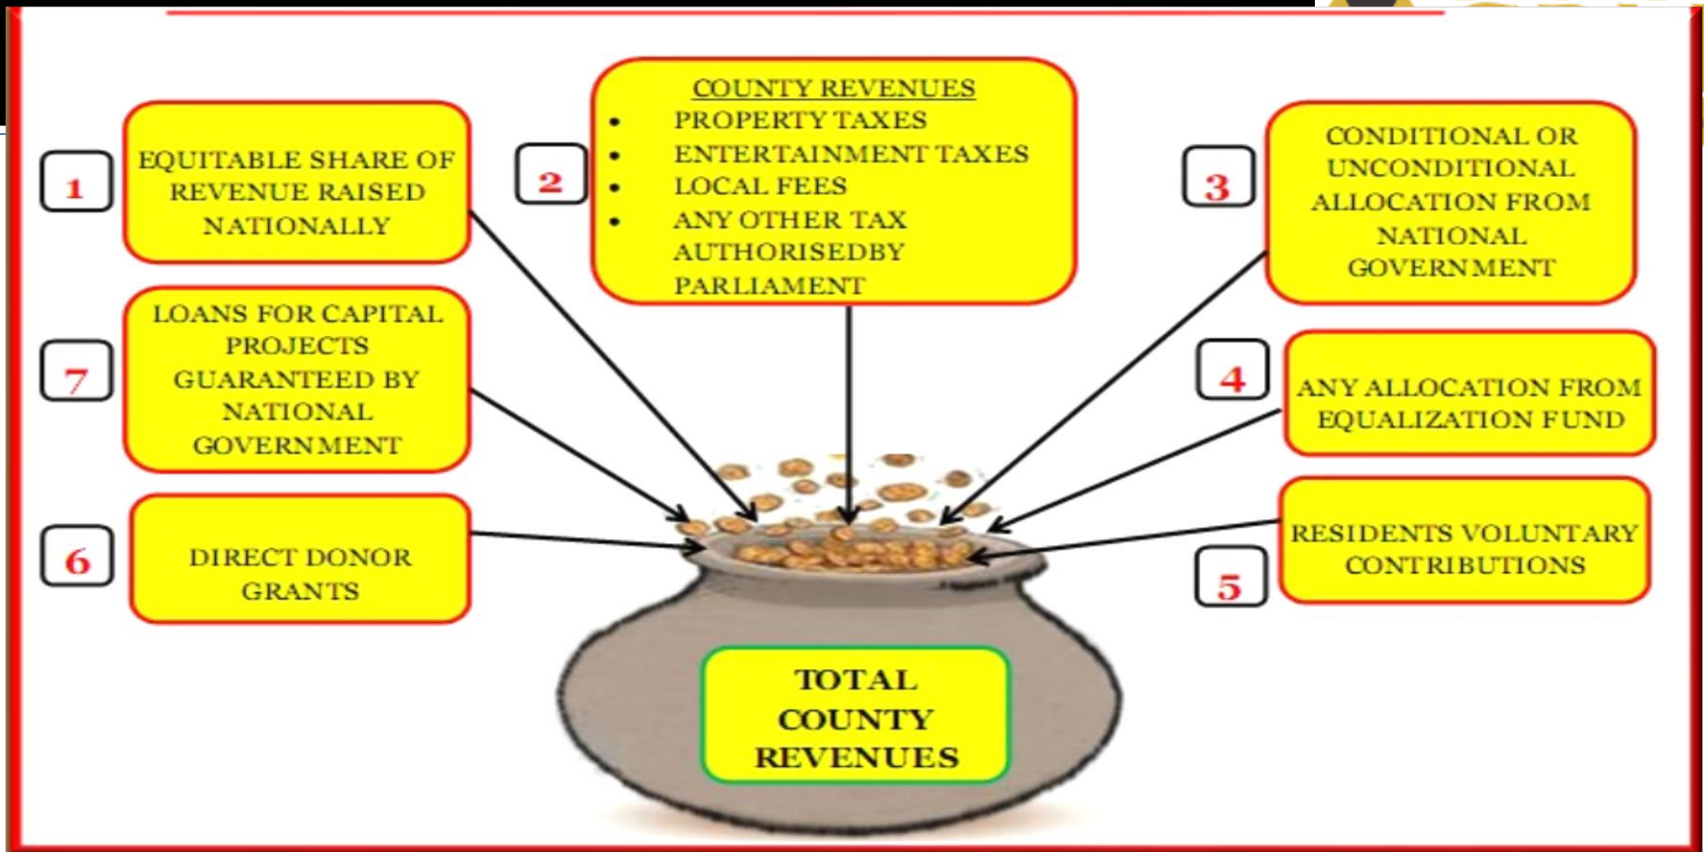 1
EQUITABLE SHARE OF
REVENUE RAISED
NATIONALLY
2
COUNTY REVENUES
• PROPERTY TAXES
• ENTERTAINMENT TAXES
• LOCAL FEES
• ANY OTHER TAX
AUTHORISEDBY
PARLIAMENT
3
CONDITIONAL OR
UNCONDITIONAL
ALLOCATION FROM
NATIONAL
GOVERNMENT
4
ANY ALLOCATION FROM
EQUALIZATION FUND
5
RESIDENTS VOLUNTARY
CONTRIBUTIONS
6
DIRECT DONOR
GRANTS
7
LOANS FOR CAPITAL
PROJECTS
GUARANTEED BY
NATIONAL
GOVERNMENT
TOTAL
COUNTY
REVENUES